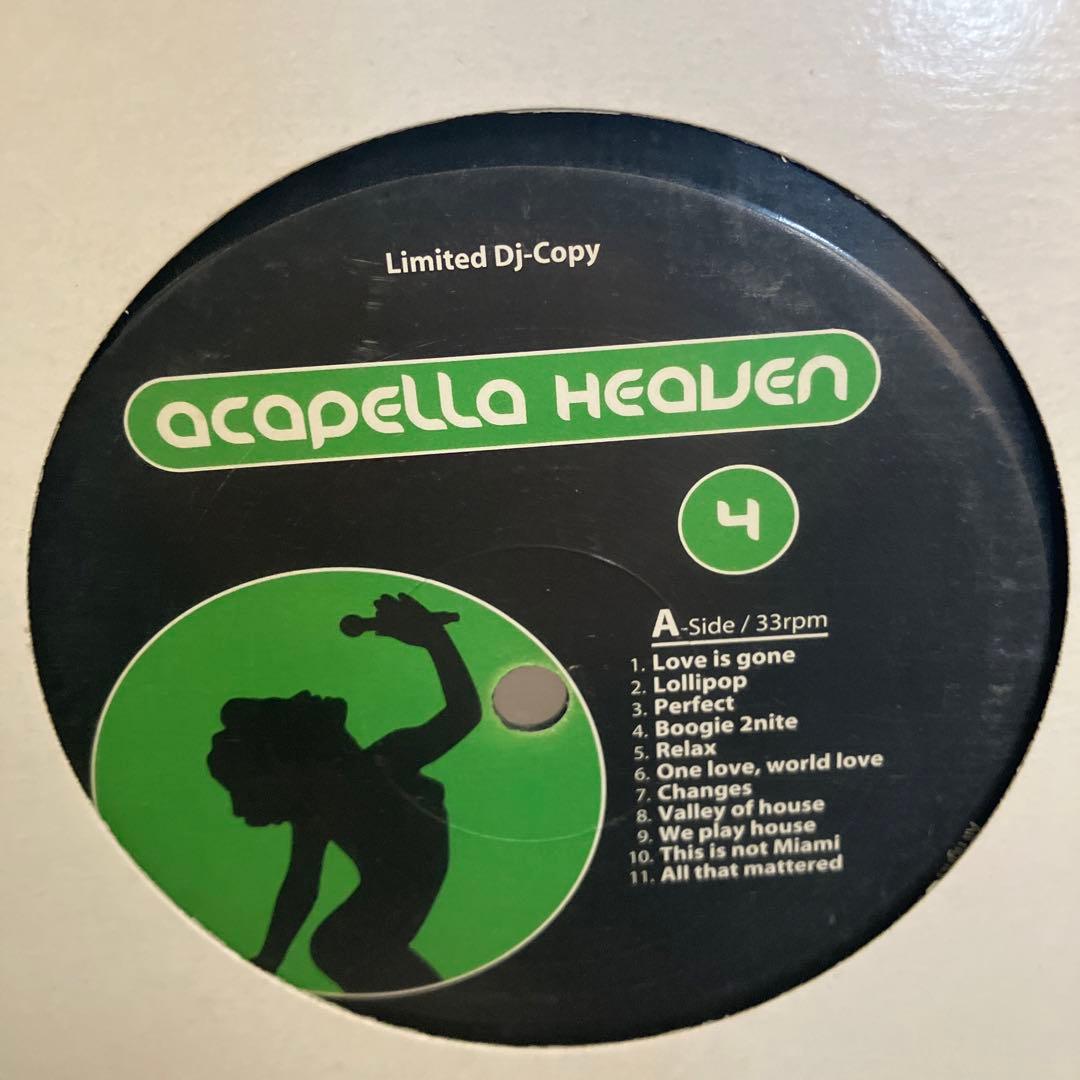 Limited Dj-Copy
acapella Heaven
4
A-Side / 33rpm
1. Love is gone
2. Lollipop
3. Perfect
4. Boogie 2nite
5. Relax
6. One love, world love
7. Changes
8. Valley of house
9. We play house
10. This is not Miami
11. All that mattered